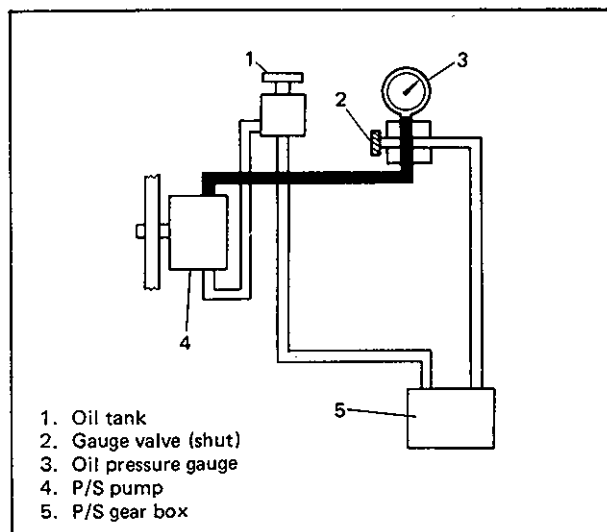 1
2
3
4
5
1. Oil tank
2. Gauge valve (shut)
3. Oil pressure gauge
4. P/S pump
5. P/S gear box